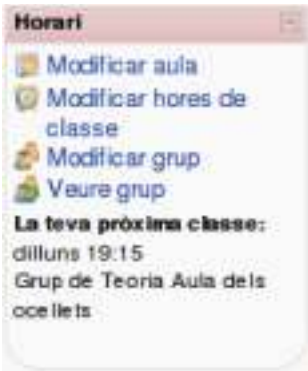 Horari
Modificar aula
Modificar hores de
classe
Modificar grup
Veure grup
La teva pròxima classe:
dilluns 19:15
Grup de Teoria Aula dels
ocellets